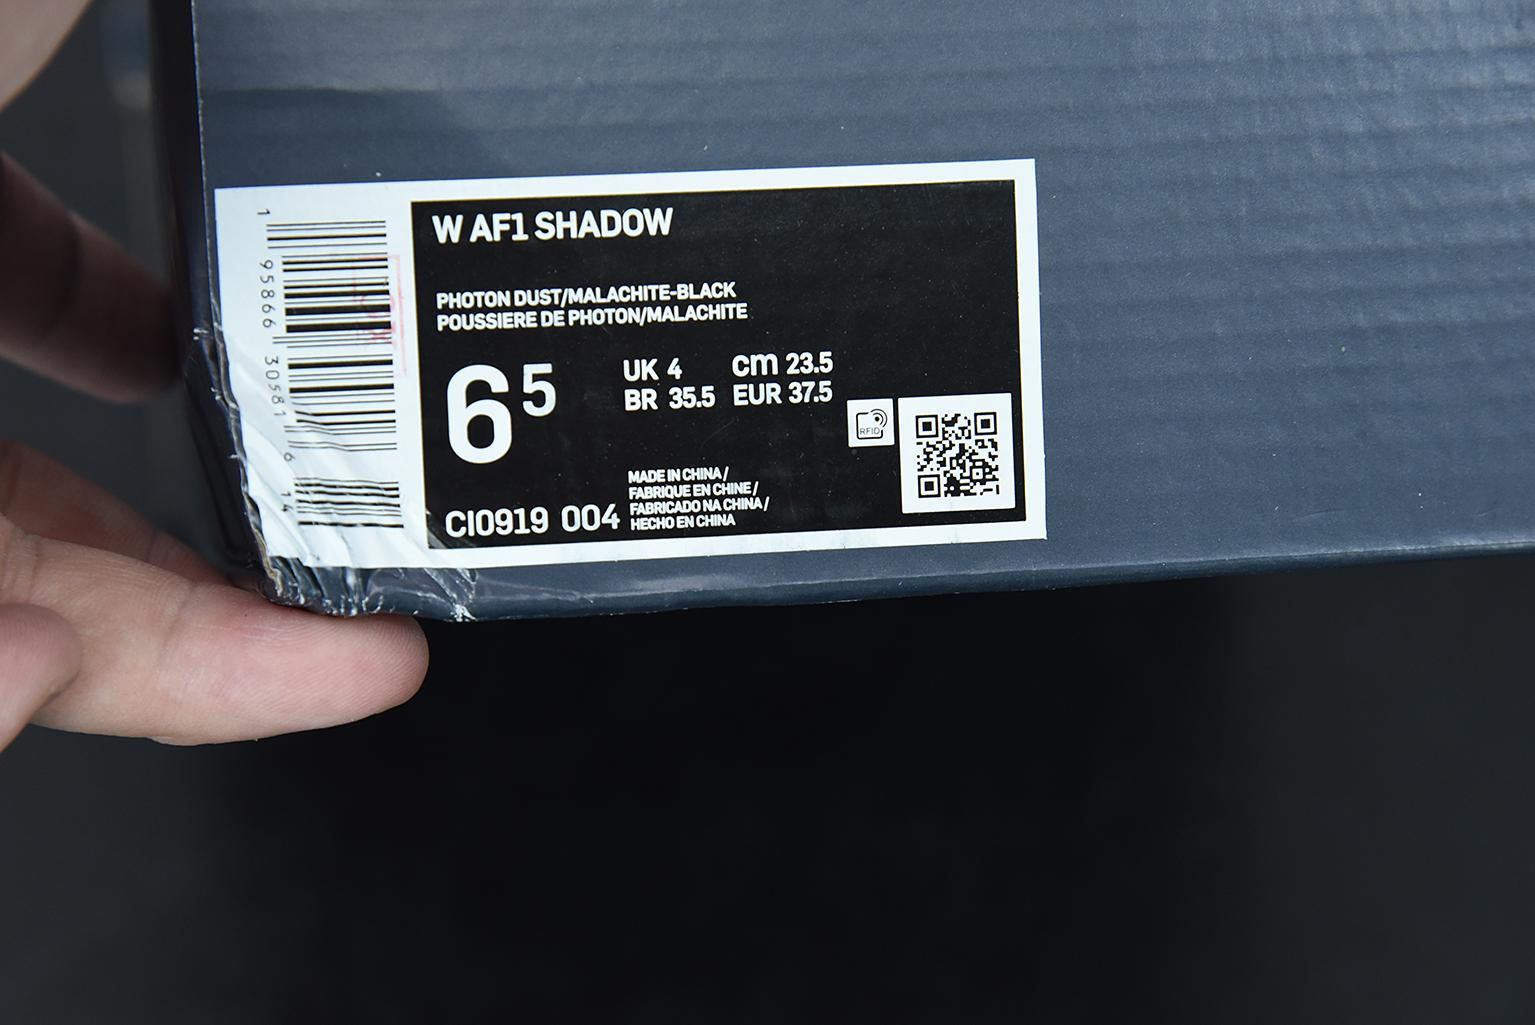 W AF1 SHADOW
PHOTON DUST/MALACHITE-BLACK
POUSSIERE DE PHOTON/MALACHITE
6 5
UK 4 cm 23.5
BR 35.5 EUR 37.5
RFID
MADE IN CHINA /
FABRIQUE EN CHINE /
FABRICADO NA CHINA /
HECHO EN CHINA
CI0919 004
1 95866 30581 6 14